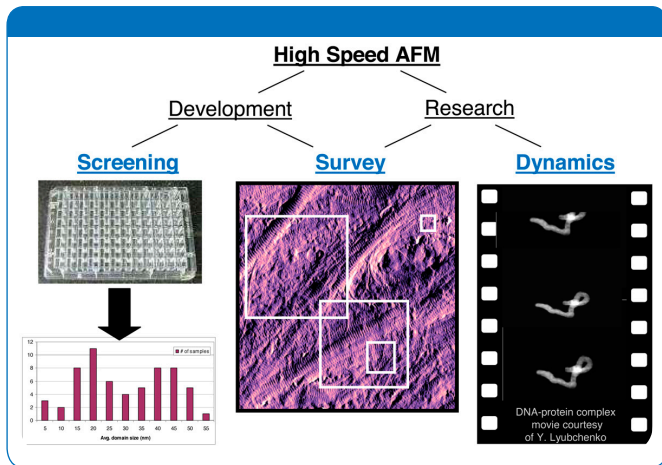 High Speed AFM
Development
Research
Screening
Survey
Dynamics
12
10
8
6
4
2
0
# of samples
5 10 15 20 25 30 35 40 45 50 55
Avg. domain size (nm)
DNA-protein complex
movie courtesy
of Y. Lyubchenko